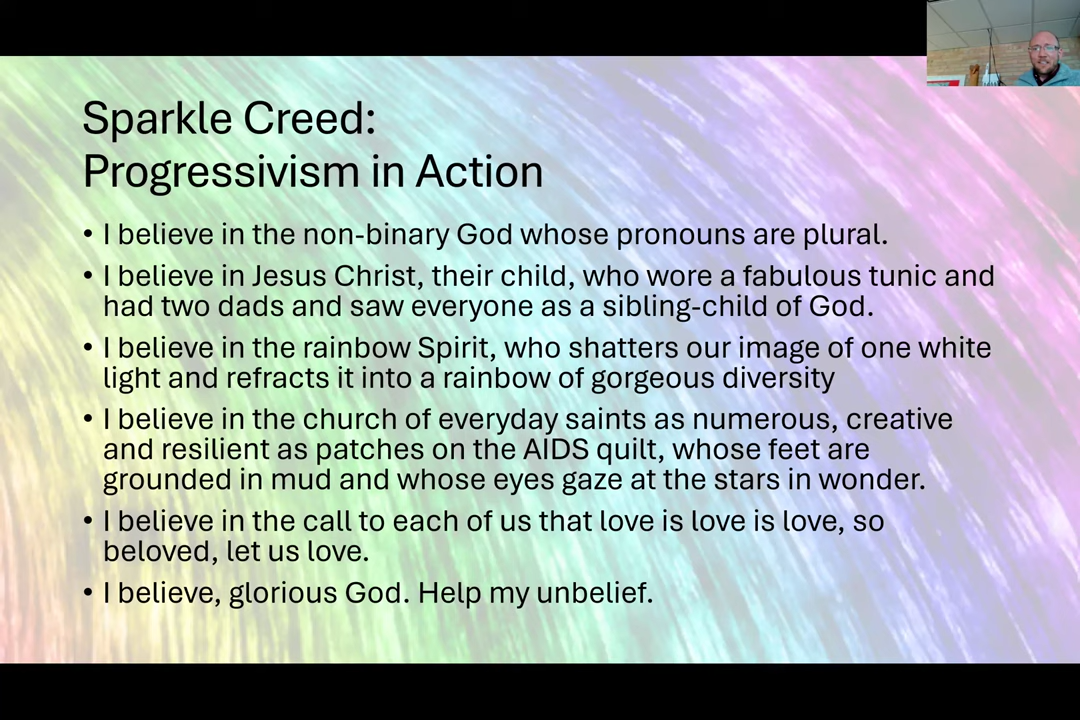 Sparkle Creed:
Progressivism in Action
• I believe in the non-binary God whose pronouns are plural.
• I believe in Jesus Christ, their child, who wore a fabulous tunic and
had two dads and saw everyone as a sibling-child of God.
• I believe in the rainbow Spirit, who shatters our image of one white
light and refracts it into a rainbow of gorgeous diversity
• I believe in the church of everyday saints as numerous, creative
and resilient as patches on the AIDS quilt, whose feet are
grounded in mud and whose eyes gaze at the stars in wonder.
• I believe in the call to each of us that love is love is love, so
beloved, let us love.
• I believe, glorious God. Help my unbelief.